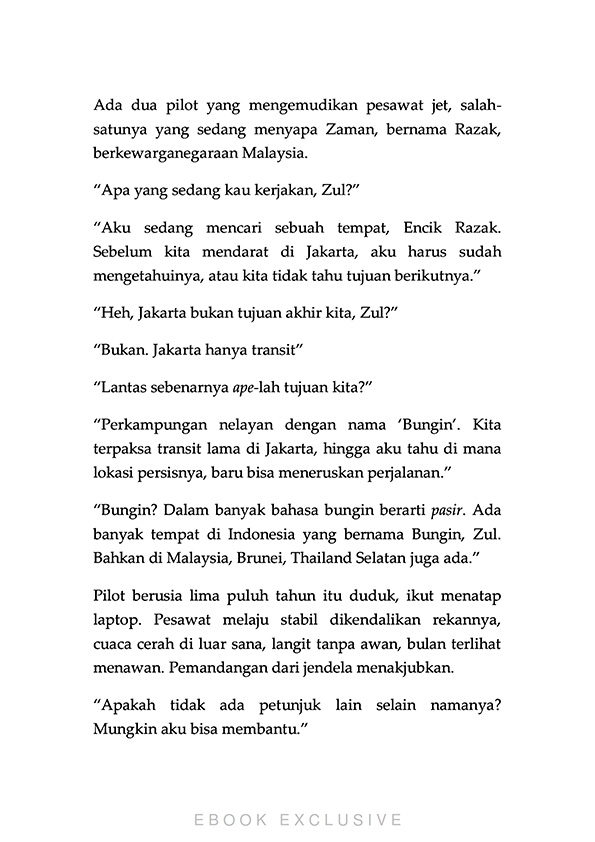 Ada dua pilot yang mengemudikan pesawat jet, salah-
satunya yang sedang menyapa Zaman, bernama Razak,
berkewarganegaraan Malaysia.
“Apa yang sedang kau kerjakan, Zul?”
“Aku sedang mencari sebuah tempat, Encik Razak.
Sebelum kita mendarat di Jakarta, aku harus sudah
mengetahuinya, atau kita tidak tahu tujuan berikutnya.”
“Heh, Jakarta bukan tujuan akhir kita, Zul?”
“Bukan. Jakarta hanya transit”
“Lantas sebenarnya ape-lah tujuan kita?”
“Perkampungan nelayan dengan nama ‘Bungin’. Kita
terpaksa transit lama di Jakarta, hingga aku tahu di mana
lokasi persisnya, baru bisa meneruskan perjalanan.”
“Bungin? Dalam banyak bahasa bungin berarti pasir. Ada
banyak tempat di Indonesia yang bernama Bungin, Zul.
Bahkan di Malaysia, Brunei, Thailand Selatan juga ada.”
Pilot berusia lima puluh tahun itu duduk, ikut menatap
laptop. Pesawat melaju stabil dikendalikan rekannya,
cuaca cerah di luar sana, langit tanpa awan, bulan terlihat
menawan. Pemandangan dari jendela menakjubkan.
“Apakah tidak ada petunjuk lain selain namanya?
Mungkin aku bisa membantu.”
EBOOK EXCLUSIVE